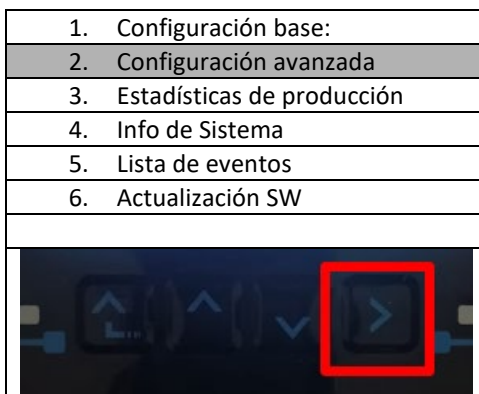 1. Configuración base:
2. Configuración avanzada
3. Estadísticas de producción
4. Info de Sistema
5. Lista de eventos
6. Actualización SW